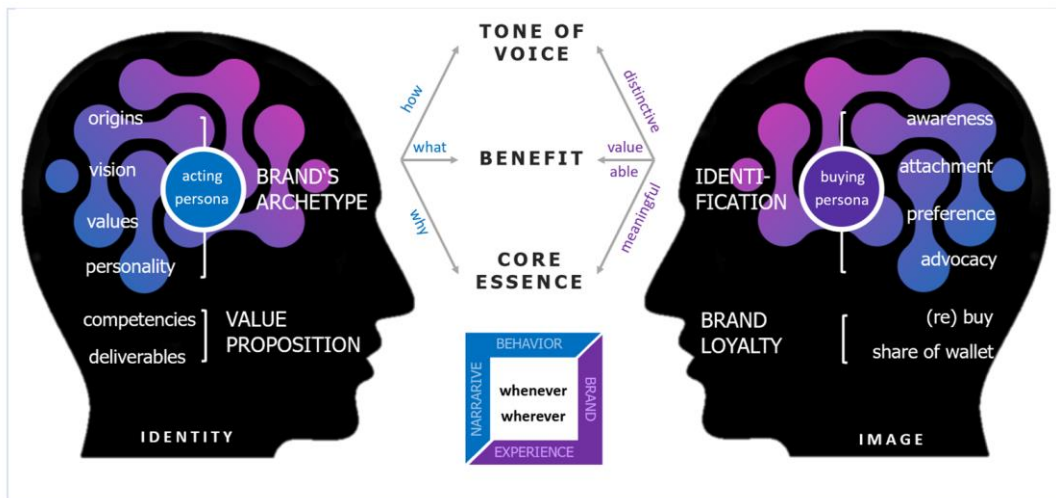 origins
vision
values
personality
acting
persona
BRAND‘S
ARCHETYPE
competencies
deliverables
VALUE
PROPOSITION
IDENTITY
TONE OF
VOICE
how
what
why
BENEFIT
distinctive
value
able
meaningful
CORE
ESSENCE
BEHAVIOR
NARRARIVE
whenever
wherever
BRAND
EXPERIENCE
IDENTI-
FICATION
buying
persona
awareness
attachment
preference
advocacy
BRAND
LOYALTY
(re) buy
share of wallet
IMAGE